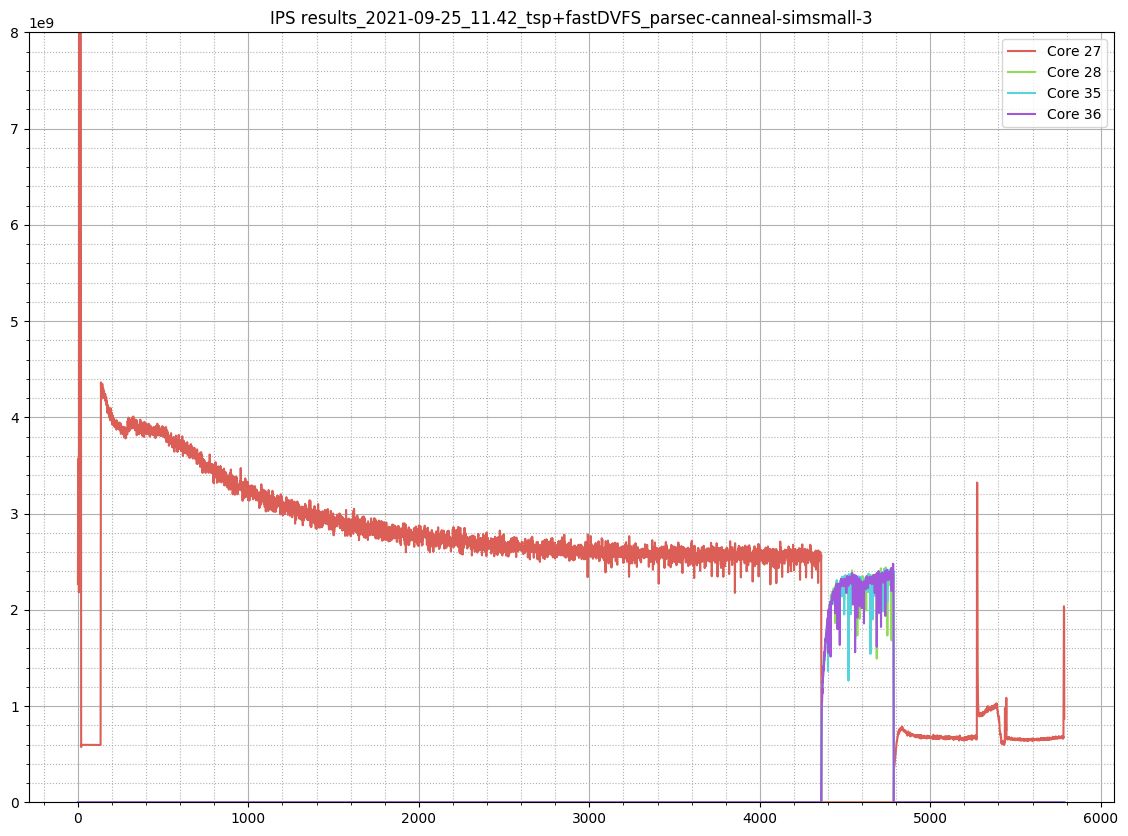 IPS results_2021-09-25_11.42_tsp+fastDVFS_parsec-canneal-simsmall-3
1e9
8
7
6
5
4
3
2
1
0
Core 27
Core 28
Core 35
Core 36
0 1000 2000 3000 4000 5000 6000